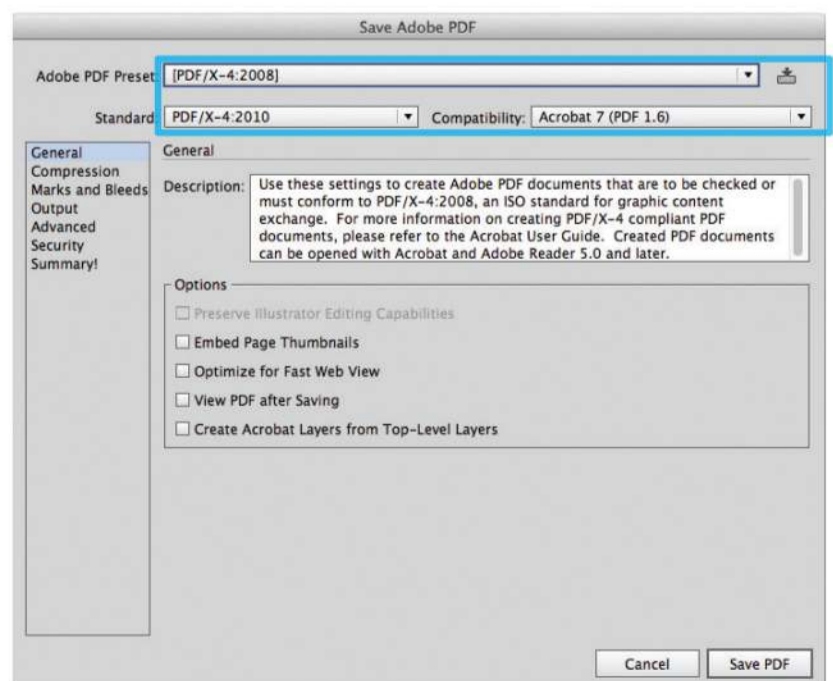 Save Adobe PDF
Adobe PDF Preset: [PDF/X-4:2008]
Standard: PDF/X-4:2010 Compatibility: Acrobat 7 (PDF 1.6)
General
Compression
Marks and Bleeds
Output
Advanced
Security
Summary!
General
Description: Use these settings to create Adobe PDF documents that are to be checked or
must conform to PDF/X-4:2008, an ISO standard for graphic content
exchange. For more information on creating PDF/X-4 compliant PDF
documents, please refer to the Acrobat User Guide. Created PDF documents
can be opened with Acrobat and Adobe Reader 5.0 and later.
Options
Preserve Illustrator Editing Capabilities
Embed Page Thumbnails
Optimize for Fast Web View
View PDF after Saving
Create Acrobat Layers from Top-Level Layers
Cancel Save PDF